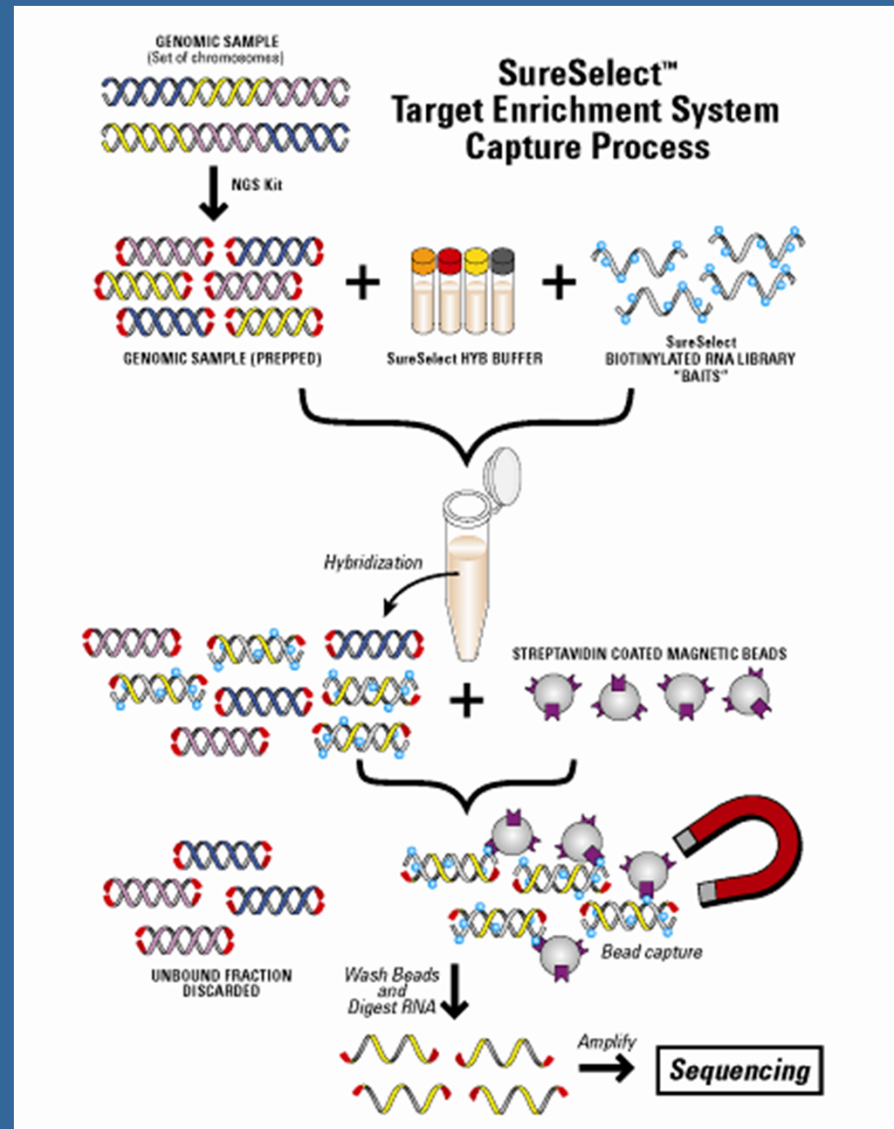 GENOMIC SAMPLE
(Set of chromosomes)
SureSelect™
Target Enrichment System
Capture Process
NGS Kit
GENOMIC SAMPLE (PREPPED)
SureSelect HYB BUFFER
SureSelect
BIOTINYLATED RNA LIBRARY
"BAITS"
Hybridization
STREPTAVIDIN COATED MAGNETIC BEADS
Bead capture
UNBOUND FRACTION
DISCARDED
Wash Beads
and
Digest RNA
Amplify
Sequencing